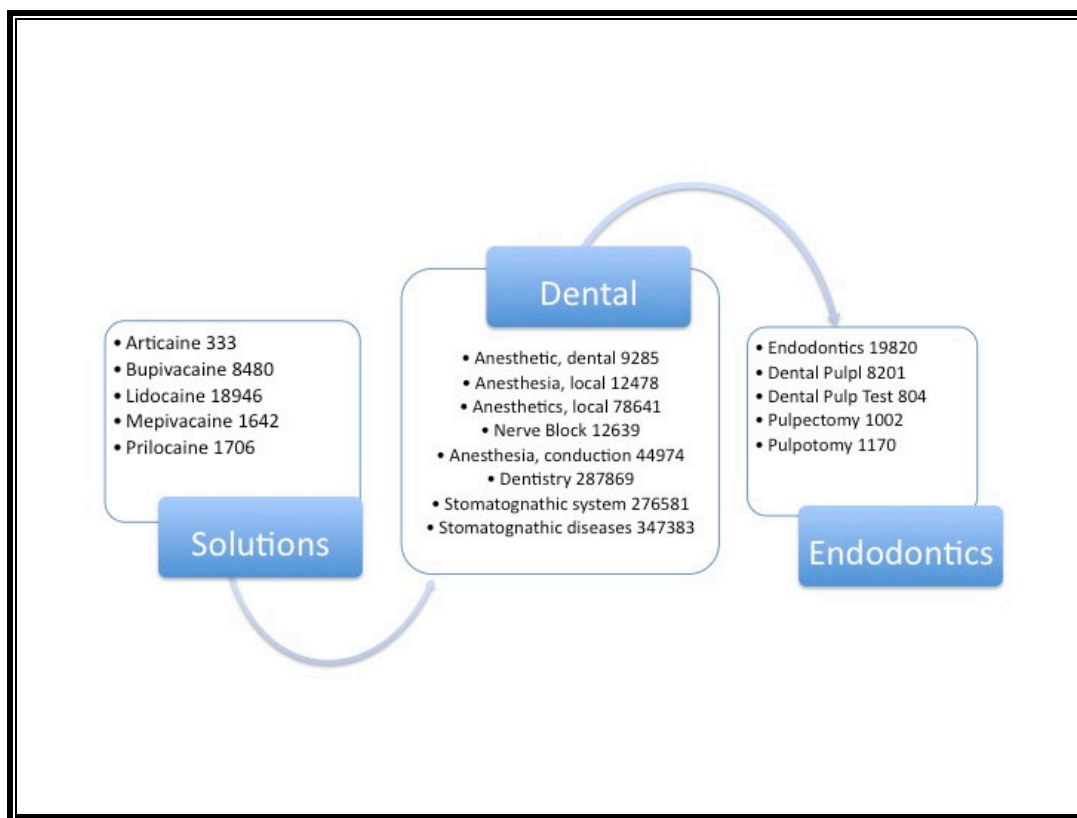 • Articaine 333
• Bupivacaine 8480
• Lidocaine 18946
• Mepivacaine 1642
• Prilocaine 1706
Solutions
Dental
• Anesthetic, dental 9285
• Anesthesia, local 12478
• Anesthetics, local 78641
• Nerve Block 12639
• Anesthesia, conduction 44974
• Dentistry 287869
• Stomatognathic system 276581
• Stomatognathic diseases 347383
• Endodontics 19820
• Dental Pulpl 8201
• Dental Pulp Test 804
• Pulpectomy 1002
• Pulpotomy 1170
Endodontics